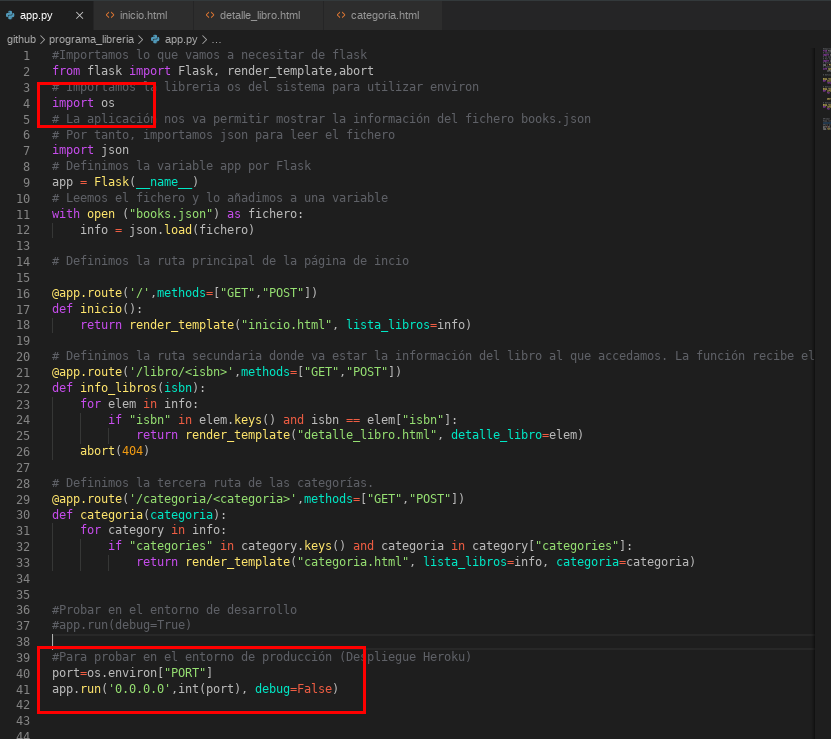 app.py × <> inicio.html <> detalle_libro.html <> categoria.html
github > programa_libreria > app.py > ...
1 #Importamos lo que vamos a necesitar de flask
2 from flask import Flask, render_template,abort
3 # Importamos la libreria os del sistema para utilizar environ
4 import os
5 # La aplicación nos va permitir mostrar la información del fichero books.json
6 # Por tanto, importamos json para leer el fichero
7 import json
8 # Definimos la variable app por Flask
9 app = Flask(__name__)
10 # Leemos el fichero y lo añadimos a una variable
11 with open ("books.json") as fichero:
12     info = json.load(fichero)
13
14 # Definimos la ruta principal de la página de incio
15
16 @app.route('/',methods=["GET","POST"])
17 def inicio():
18     return render_template("inicio.html", lista_libros=info)
19
20 # Definimos la ruta secundaria donde va estar la información del libro al que accedamos. La función recibe el
21 @app.route('/libro/<isbn>',methods=["GET","POST"])
22 def info_libros(isbn):
23     for elem in info:
24         if "isbn" in elem.keys() and isbn == elem["isbn"]:
25             return render_template("detalle_libro.html", detalle_libro=elem)
26     abort(404)
27
28 # Definimos la tercera ruta de las categorías.
29 @app.route('/categoria/<categoria>',methods=["GET","POST"])
30 def categoria(categoria):
31     for category in info:
32         if "categories" in category.keys() and categoria in category["categories"]:
33             return render_template("categoria.html", lista_libros=info, categoria=categoria)
34
35
36 #Probar en el entorno de desarrollo
37 #app.run(debug=True)
38
39 #Para probar en el entorno de producción (Despliegue Heroku)
40 port=os.environ["PORT"]
41 app.run('0.0.0.0',int(port), debug=False)
42
43
44